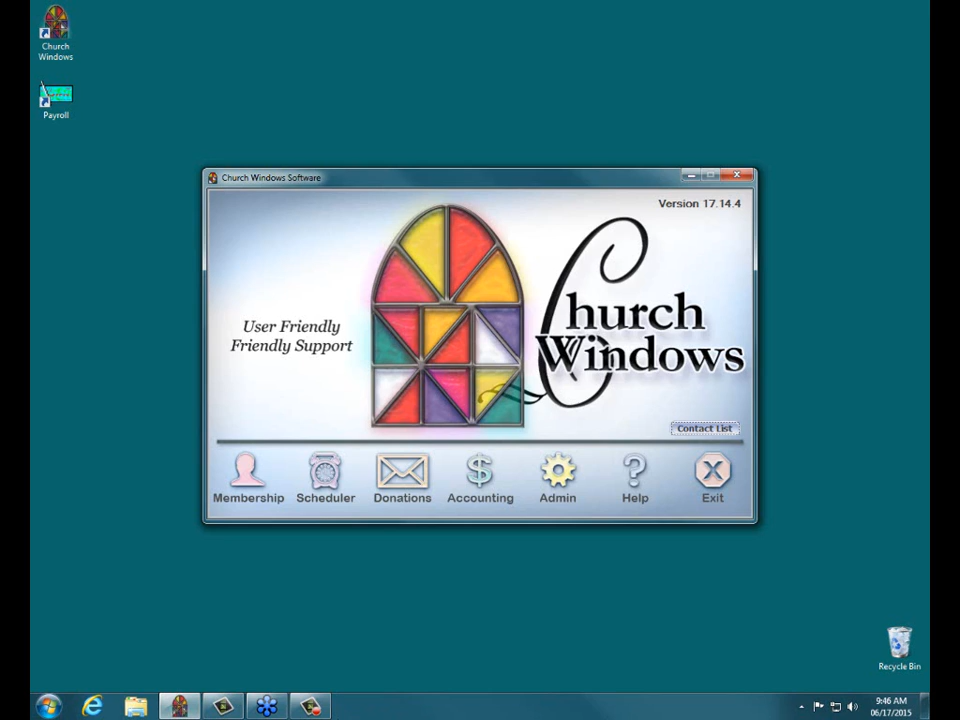 Church
Windows
Payroll
Church Windows Software
Version 17.14.4
User Friendly
Friendly Support
Church
Windows
Contact List
Membership
Scheduler
Donations
Accounting
Admin
Help
Exit
Recycle Bin
9:46 AM
06/17/2015